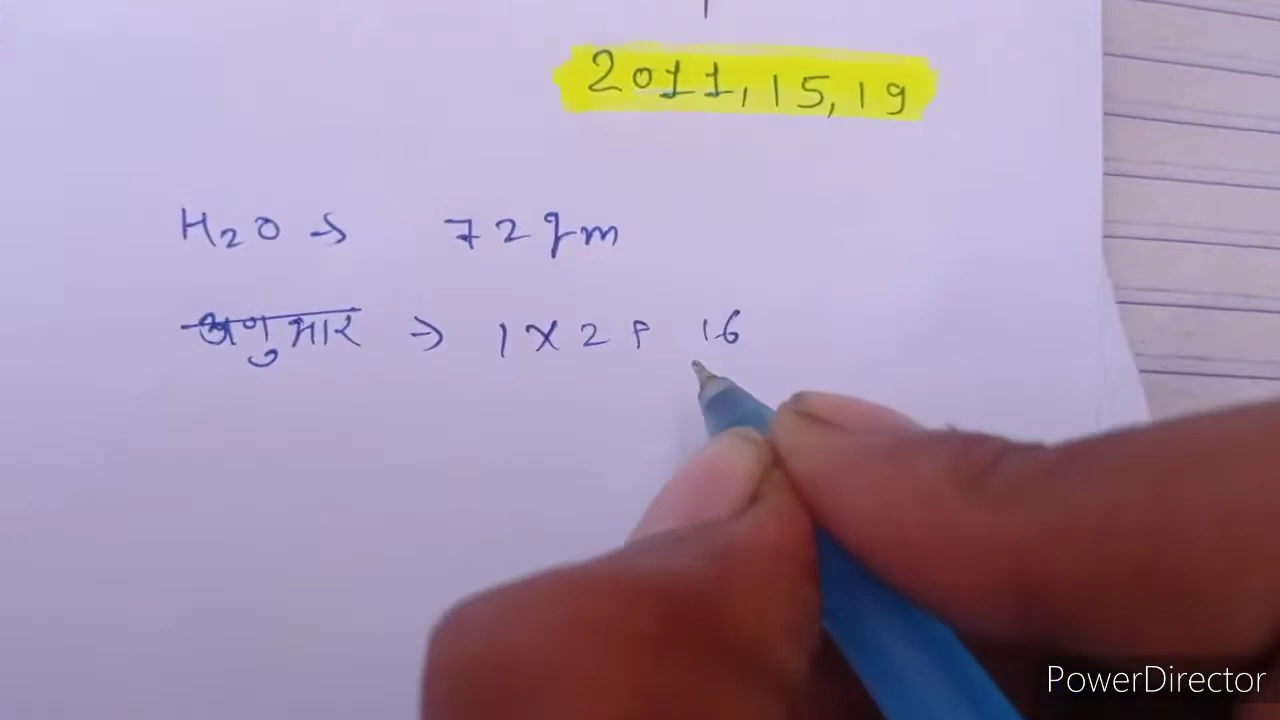 2011, 15, 19
H2O → 72 gm
अणुभार → 1 X 2 + 16
PowerDirector